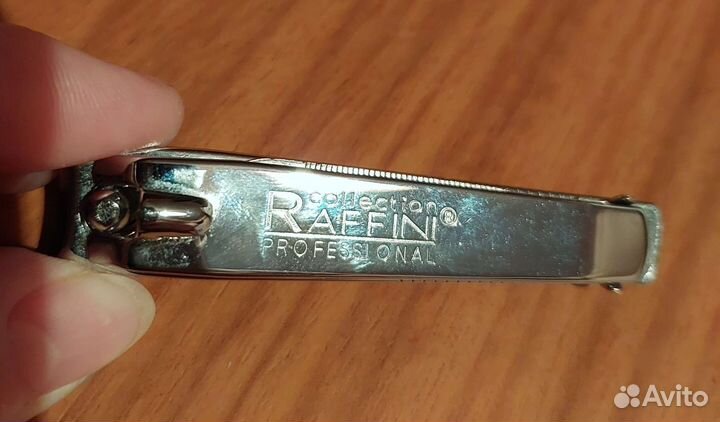 collection
RAFFINI®
PROFESSIONAL
Avito